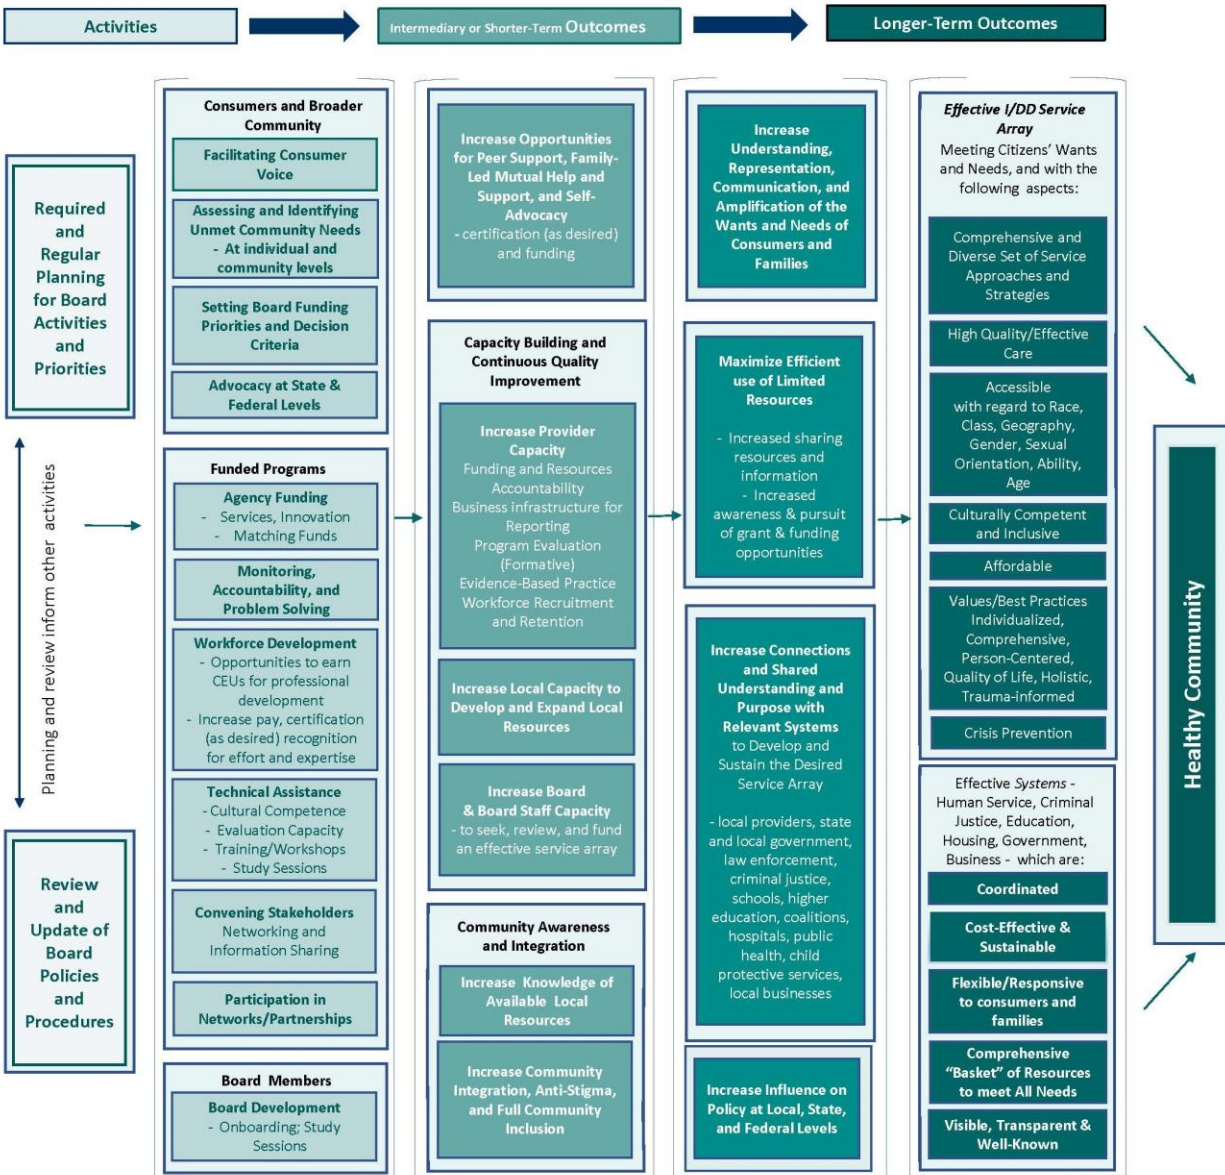 Activities
Intermediary or Shorter-Term Outcomes
Longer-Term Outcomes
Required
and
Regular
Planning
for Board
Activities
and
Priorities
Planning and review inform other activities
Review
and
Update of
Board
Policies
and
Procedures
Consumers and Broader
Community
Facilitating Consumer
Voice
Assessing and Identifying
Unmet Community Needs
- At individual and
community levels
Setting Board Funding
Priorities and Decision
Criteria
Advocacy at State &
Federal Levels
Funded Programs
Agency Funding
- Services, Innovation
- Matching Funds
Monitoring,
Accountability, and
Problem Solving
Workforce Development
- Opportunities to earn
CEUs for professional
development
- Increase pay, certification
(as desired) recognition
for effort and expertise
Technical Assistance
- Cultural Competence
- Evaluation Capacity
- Training/Workshops
- Study Sessions
Convening Stakeholders
Networking and
Information Sharing
Participation in
Networks/Partnerships
Board Members
Board Development
- Onboarding; Study
Sessions
Increase Opportunities
for Peer Support, Family-
Led Mutual Help and
Support, and Self-
Advocacy
- certification (as desired)
and funding
Capacity Building and
Continuous Quality
Improvement
Increase Provider
Capacity
Funding and Resources
Accountability
Business infrastructure for
Reporting
Program Evaluation
(Formative)
Evidence-Based Practice
Workforce Recruitment
and Retention
Increase Local Capacity to
Develop and Expand Local
Resources
Increase Board
& Board Staff Capacity
- to seek, review, and fund
an effective service array
Community Awareness
and Integration
Increase Knowledge of
Available Local
Resources
Increase Community
Integration, Anti-Stigma,
and Full Community
Inclusion
Increase
Understanding,
Representation,
Communication, and
Amplification of the
Wants and Needs of
Consumers and
Families
Maximize Efficient
use of Limited
Resources
- Increased sharing
resources and
information
- Increased
awareness & pursuit
of grant & funding
opportunities
Increase Connections
and Shared
Understanding and
Purpose with
Relevant Systems
to Develop and
Sustain the Desired
Service Array
- local providers, state
and local government,
law enforcement,
criminal justice,
schools, higher
education, coalitions,
hospitals, public
health, child
protective services,
local businesses
Increase Influence on
Policy at Local, State,
and Federal Levels
Effective I/DD Service
Array
Meeting Citizens' Wants
and Needs, and with the
following aspects:
Comprehensive and
Diverse Set of Service
Approaches and
Strategies
High Quality/Effective
Care
Accessible
with regard to Race,
Class, Geography,
Gender, Sexual
Orientation, Ability,
Age
Culturally Competent
and Inclusive
Affordable
Values/Best Practices
Individualized,
Comprehensive,
Person-Centered,
Quality of Life, Holistic,
Trauma-informed
Crisis Prevention
Effective Systems -
Human Service, Criminal
Justice, Education,
Housing, Government,
Business - which are:
Coordinated
Cost-Effective &
Sustainable
Flexible/Responsive
to consumers and
families
Comprehensive
"Basket" of Resources
to meet All Needs
Visible, Transparent &
Well-Known
Healthy Community